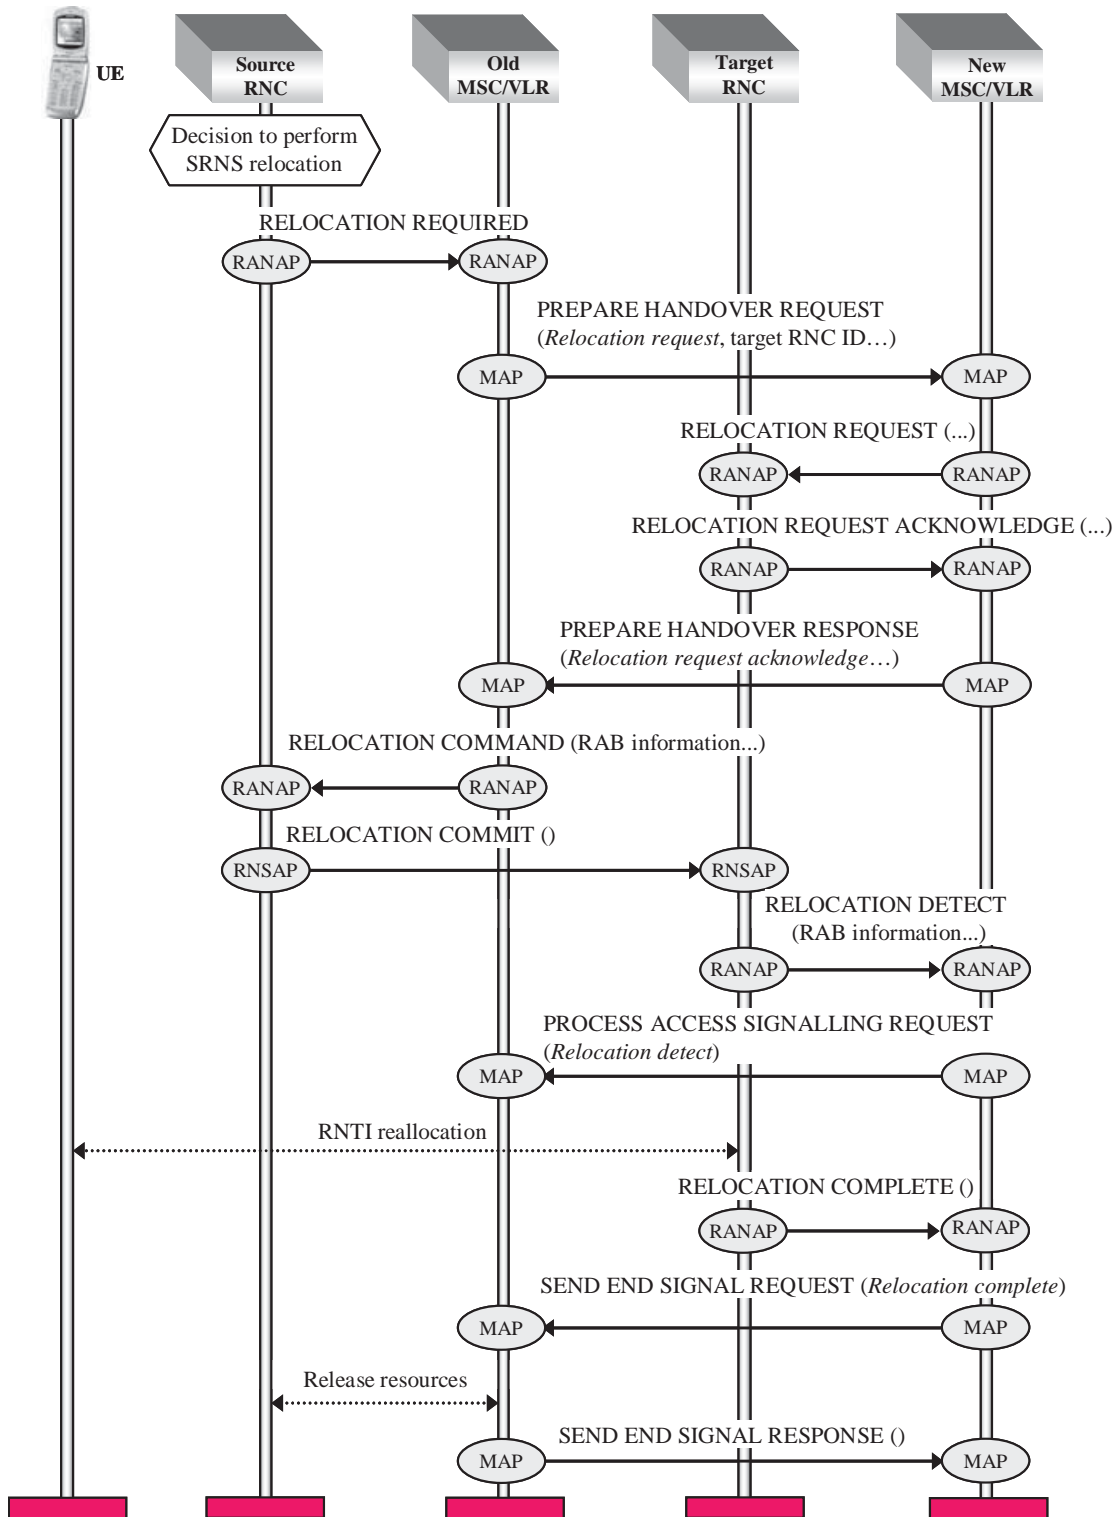 UE
Source
RNC
Old
MSC/VLR
Target
RNC
New
MSC/VLR
Decision to perform
SRNS relocation
RELOCATION REQUIRED
RANAP
RANAP
PREPARE HANDOVER REQUEST
(Relocation request, target RNC ID…)
MAP
MAP
RELOCATION REQUEST (...)
RANAP
RANAP
RELOCATION REQUEST ACKNOWLEDGE (...)
RANAP
RANAP
PREPARE HANDOVER RESPONSE
(Relocation request acknowledge…)
MAP
MAP
RELOCATION COMMAND (RAB information...)
RANAP
RANAP
RELOCATION COMMIT ()
RNSAP
RNSAP
RELOCATION DETECT
(RAB information...)
RANAP
RANAP
PROCESS ACCESS SIGNALLING REQUEST
(Relocation detect)
MAP
MAP
RNTI reallocation
RELOCATION COMPLETE ()
RANAP
RANAP
SEND END SIGNAL REQUEST (Relocation complete)
MAP
MAP
Release resources
SEND END SIGNAL RESPONSE ()
MAP
MAP